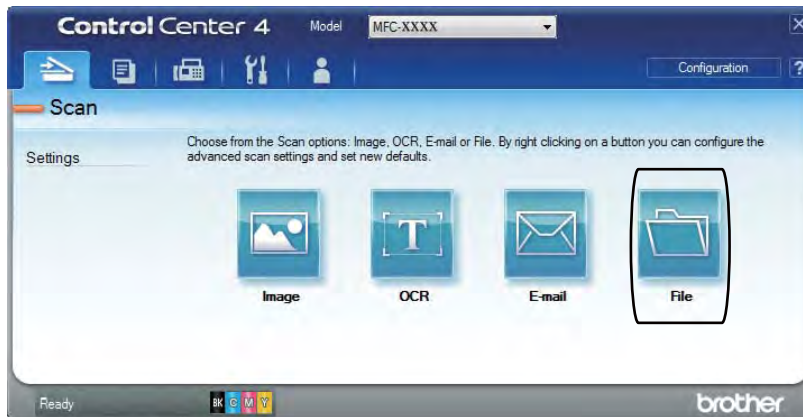 Control Center 4 Model MFC-XXXX X
Configuration ?
Scan
Choose from the Scan options: Image, OCR, E-mail or File. By right clicking on a button you can configure the
advanced scan settings and set new defaults.
Settings
T
Image OCR E-mail File
Ready BK C M Y brother